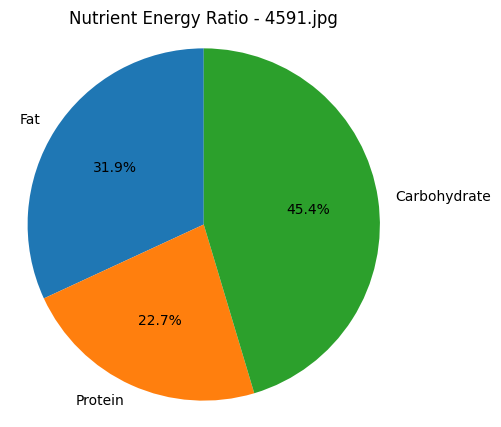 Nutrient Energy Ratio - 4591.jpg
Fat
31.9%
Carbohydrate
45.4%
22.7%
Protein